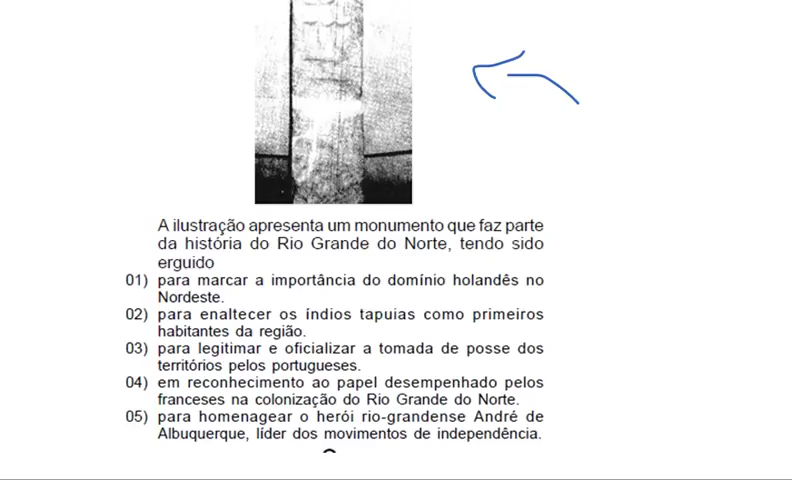 A ilustração apresenta um monumento que faz parte
da história do Rio Grande do Norte, tendo sido
erguido
01) para marcar a importância do domínio holandês no
Nordeste.
02) para enaltecer os índios tapuias como primeiros
habitantes da região.
03) para legitimar e oficializar a tomada de posse dos
territórios pelos portugueses.
04) em reconhecimento ao papel desempenhado pelos
franceses na colonização do Rio Grande do Norte.
05) para homenagear o herói rio-grandense André de
Albuquerque, líder dos movimentos de independência.